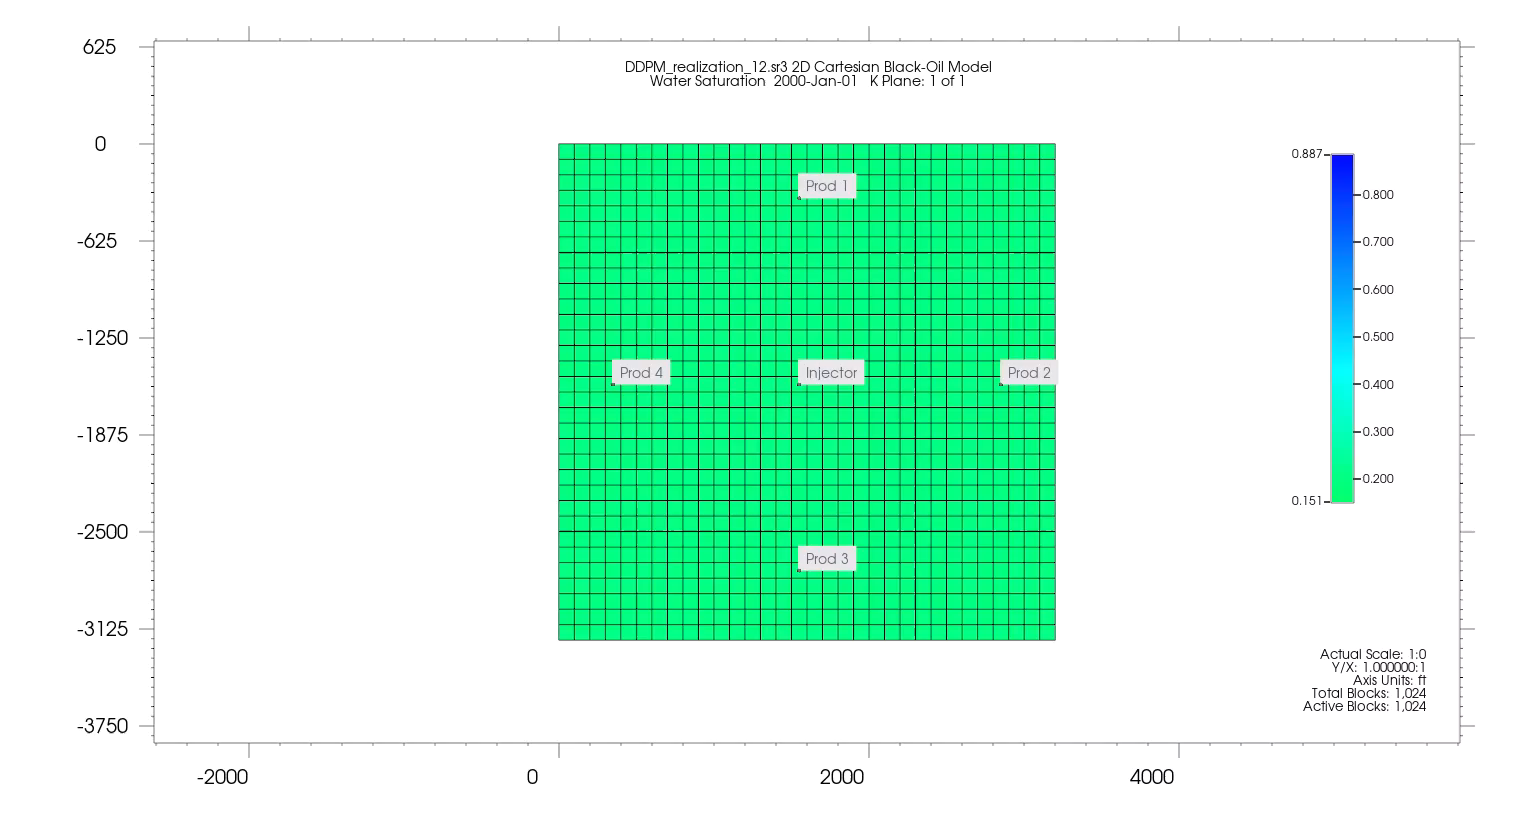 DDPM_realization_12.sr3 2D Cartesian Black-Oil Model
Water Saturation 2000-Jan-01 K Plane: 1 of 1
625
0
-625
-1250
-1875
-2500
-3125
-3750
-2000
0
2000
4000
Prod 1
Prod 4
Injector
Prod 2
Prod 3
0.887
0.800
0.700
0.600
0.500
0.400
0.300
0.200
0.151
Actual Scale: 1:0
Y/X: 1.000000:1
Axis Units: ft
Total Blocks: 1,024
Active Blocks: 1,024